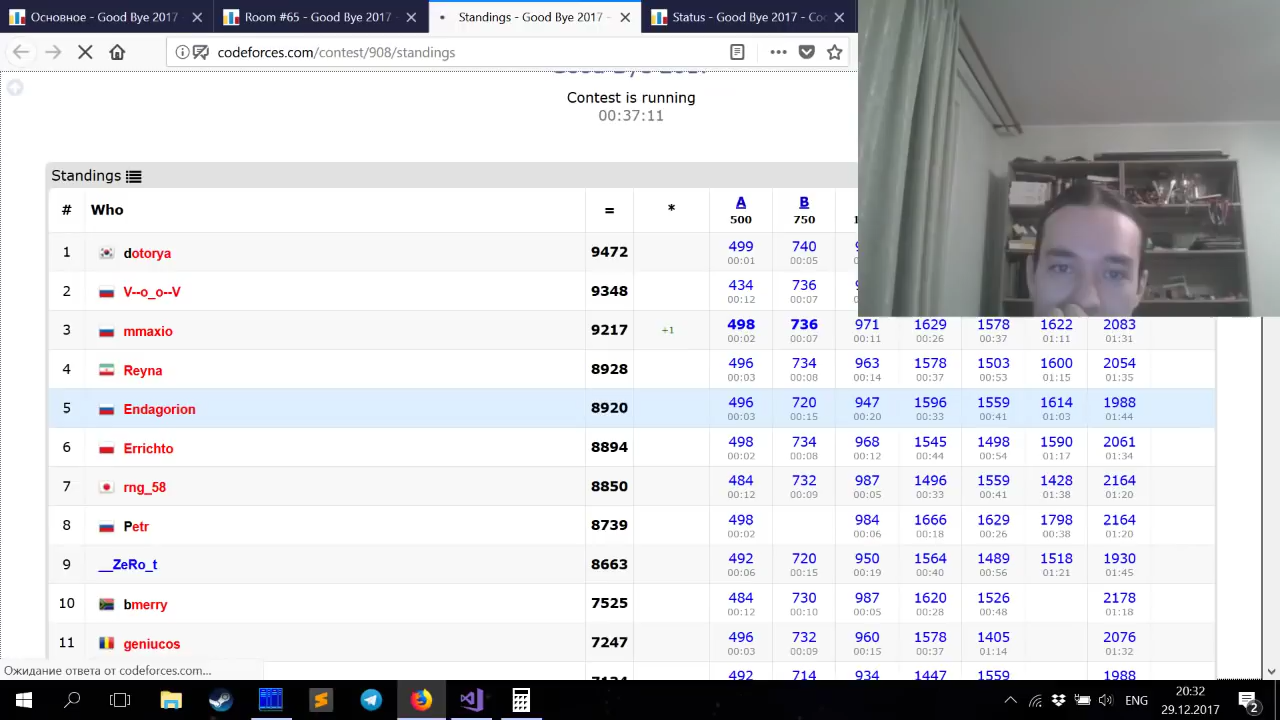 Основное - Good Bye 2017 -
Room #65 - Good Bye 2017 -
Standings - Good Bye 2017 -
Status - Good Bye 2017 - Co
codeforces.com/contest/908/standings
Contest is running
00:37:11
Standings
# Who = * A B
500 750
1 dotorya 9472 499 740
00:01 00:05
2 V--o_o--V 9348 434 736
00:12 00:07
3 mmaxio 9217 +1 498 736 971 1629 1578 1622 2083
00:02 00:07 00:11 00:26 00:37 01:11 01:31
4 Reyna 8928 496 734 963 1578 1503 1600 2054
00:03 00:08 00:14 00:37 00:53 01:15 01:35
5 Endagorion 8920 496 720 947 1596 1559 1614 1988
00:03 00:15 00:20 00:33 00:41 01:03 01:44
6 Errichto 8894 498 734 968 1545 1498 1590 2061
00:02 00:08 00:12 00:44 00:54 01:17 01:34
7 rng_58 8850 484 732 987 1496 1559 1428 2164
00:12 00:09 00:05 00:33 00:41 01:38 01:20
8 Petr 8739 498 984 1666 1629 1798 2164
00:02 00:06 00:18 00:26 00:38 01:20
9 __ZeRo_t 8663 492 720 950 1564 1489 1518 1930
00:06 00:15 00:19 00:40 00:56 01:21 01:45
10 bmerry 7525 484 730 987 1620 1526 2178
00:12 00:10 00:05 00:28 00:48 01:18
11 geniucos 7247 496 732 960 1578 1405 2076
00:03 00:09 00:15 00:37 01:14 01:32
492 714 934 1447 1559 1988
Ожидание ответа от codeforces.com...
ENG
20:32
29.12.2017
2